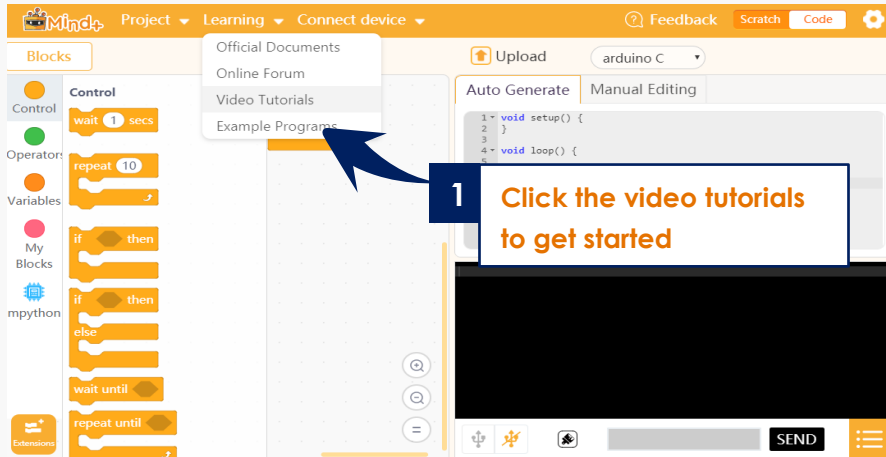 Mind+ Project Learning Connect device Feedback Scratch Code
Blocks
Official Documents
Online Forum
Video Tutorials
Example Programs
Upload arduino C
Auto Generate Manual Editing
Control
Operators
Variables
My
Blocks
mpython
Extensions
Control
wait 1 secs
repeat 10
if then
if then
else
wait until
repeat until
1 void setup() {
2 }
3
4 void loop() {
5
1 Click the video tutorials
to get started
SEND